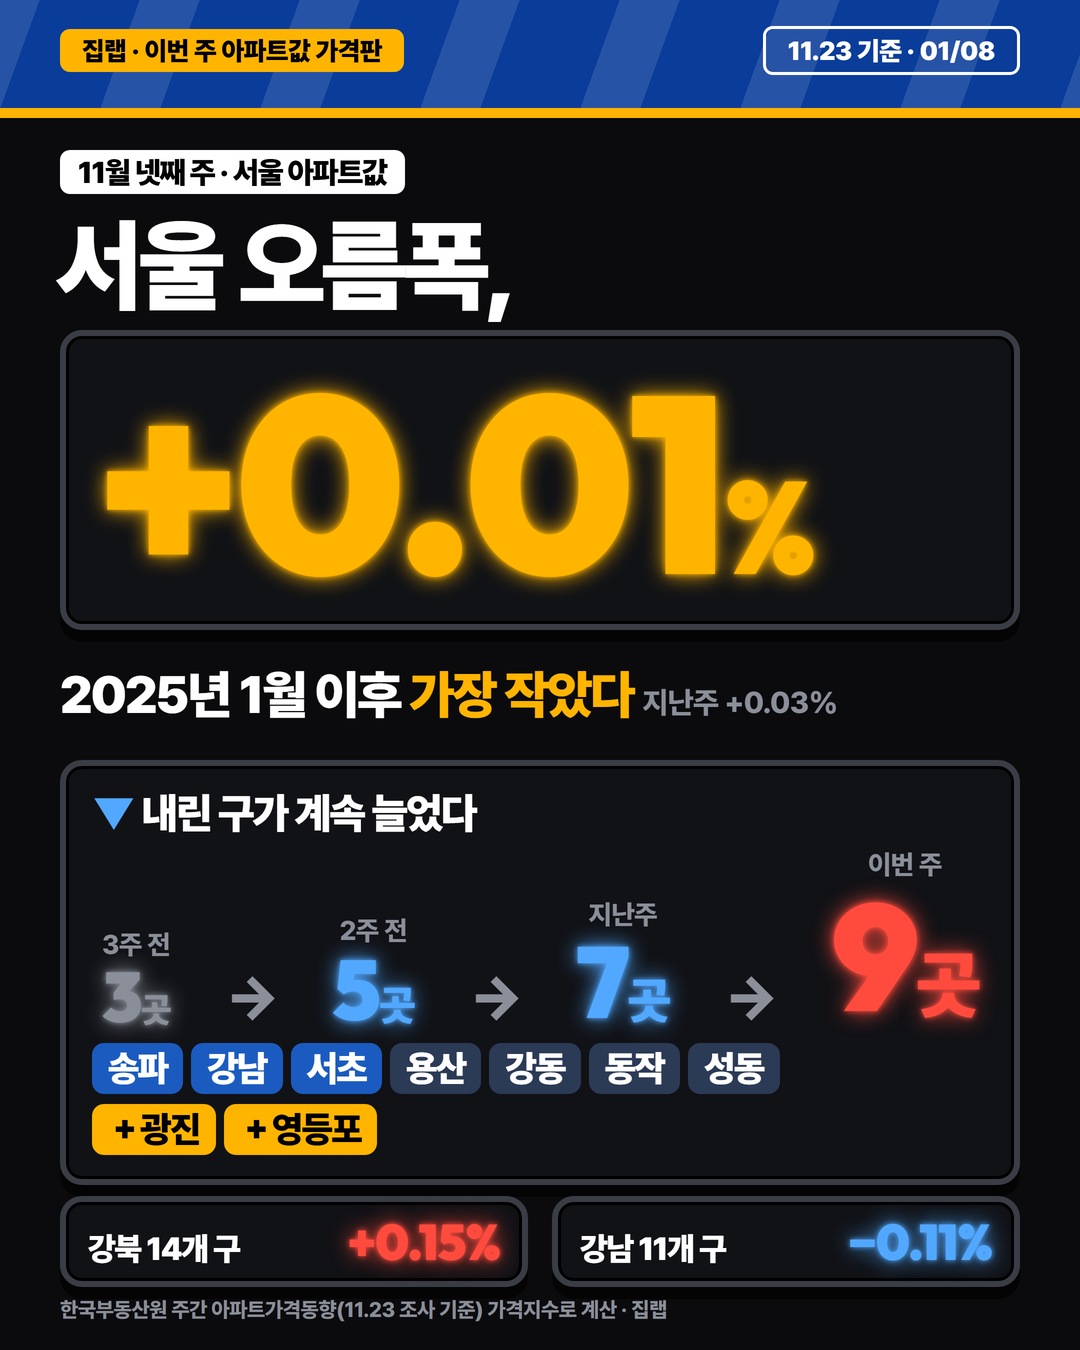 집랩 · 이번 주 아파트값 가격판
11.23 기준 · 01/08
11월 넷째 주 · 서울 아파트값
서울 오름폭,
+0.01%
2025년 1월 이후 가장 작았다 지난주 +0.03%
▼ 내린 구가 계속 늘었다
3주 전
3곳
→
2주 전
5곳
→
지난주
7곳
→
이번 주
9곳
송파 강남 서초 용산 강동 동작 성동
+ 광진 + 영등포
강북 14개 구 +0.15%
강남 11개 구 −0.11%
한국부동산원 주간 아파트가격동향(11.23 조사 기준) 가격지수로 계산 · 집랩